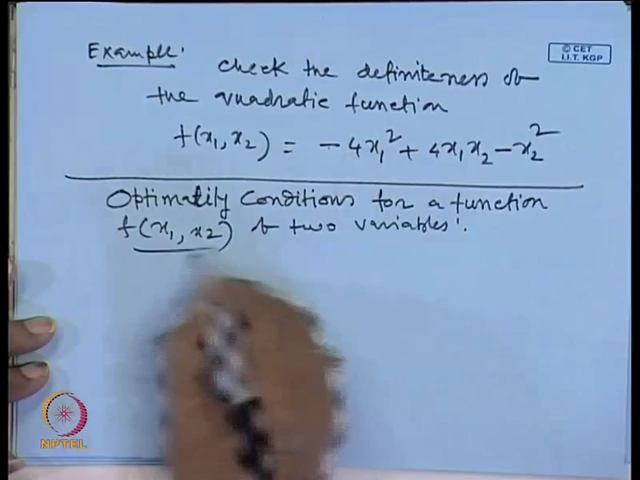 Example:
© CET
I.I.T. KGP
Check the definiteness of
the quadratic function
f(x₁, x₂) = -4x₁² + 4x₁x₂ - x₂²
Optimality Conditions for a function
f(x₁, x₂) of two variables:
NPTEL